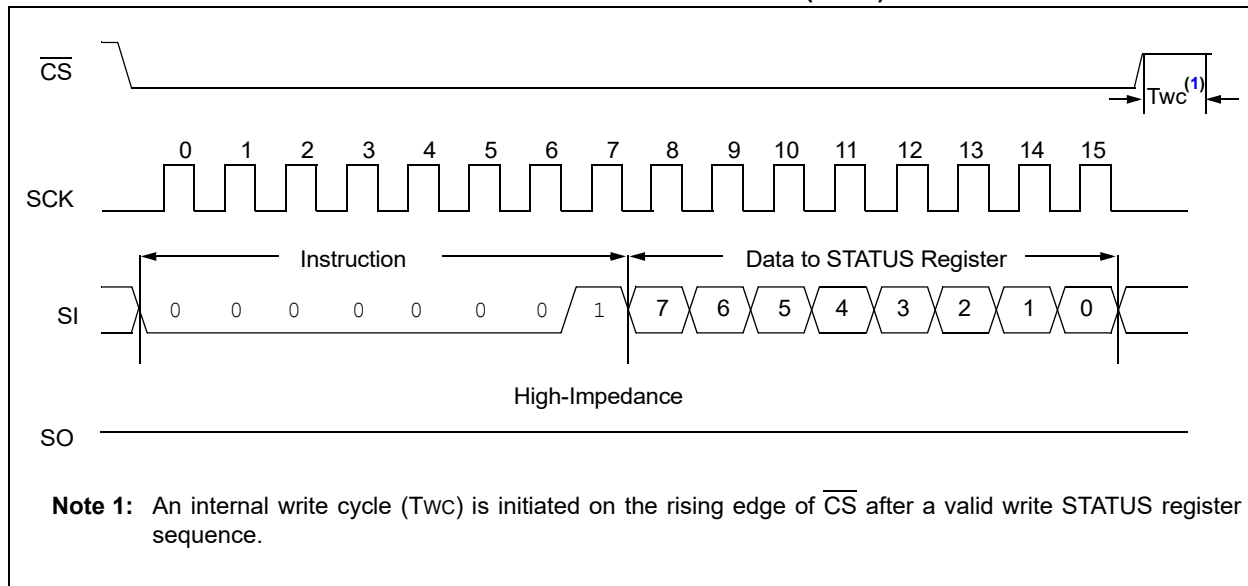 CS
Twc(1)
0 1 2 3 4 5 6 7 8 9 10 11 12 13 14 15
SCK
Instruction Data to STATUS Register
SI 0 0 0 0 0 0 0 1 7 6 5 4 3 2 1 0
High-Impedance
SO
Note 1: An internal write cycle (TWC) is initiated on the rising edge of CS after a valid write STATUS register
sequence.